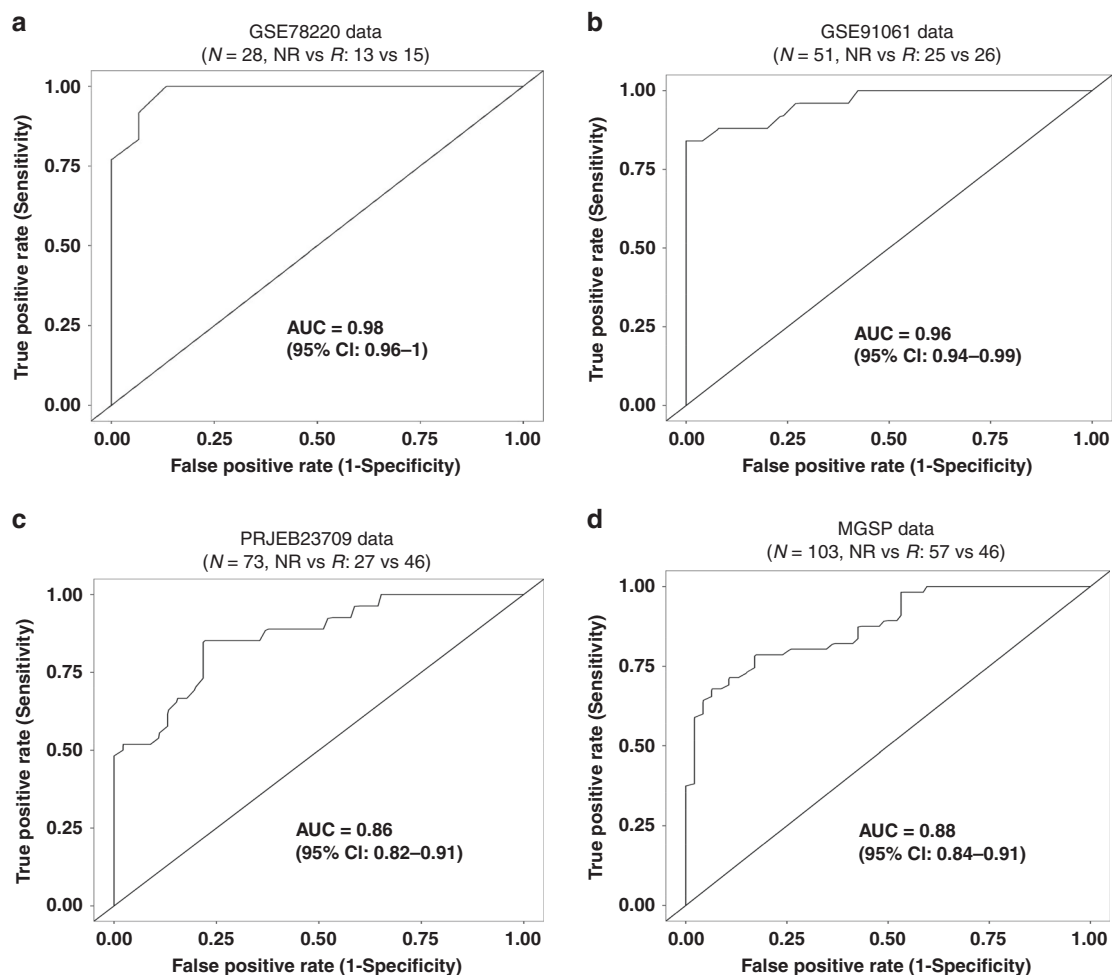 a
GSE78220 data
(N = 28, NR vs R: 13 vs 15)
True positive rate (Sensitivity)
1.00
0.75
0.50
0.25
0.00
AUC = 0.98
(95% CI: 0.96–1)
0.00 0.25 0.50 0.75 1.00
False positive rate (1-Specificity)
b
GSE91061 data
(N = 51, NR vs R: 25 vs 26)
True positive rate (Sensitivity)
1.00
0.75
0.50
0.25
0.00
AUC = 0.96
(95% CI: 0.94–0.99)
0.00 0.25 0.50 0.75 1.00
False positive rate (1-Specificity)
c
PRJEB23709 data
(N = 73, NR vs R: 27 vs 46)
True positive rate (Sensitivity)
1.00
0.75
0.50
0.25
0.00
AUC = 0.86
(95% CI: 0.82–0.91)
0.00 0.25 0.50 0.75 1.00
False positive rate (1-Specificity)
d
MGSP data
(N = 103, NR vs R: 57 vs 46)
True positive rate (Sensitivity)
1.00
0.75
0.50
0.25
0.00
AUC = 0.88
(95% CI: 0.84–0.91)
0.00 0.25 0.50 0.75 1.00
False positive rate (1-Specificity)